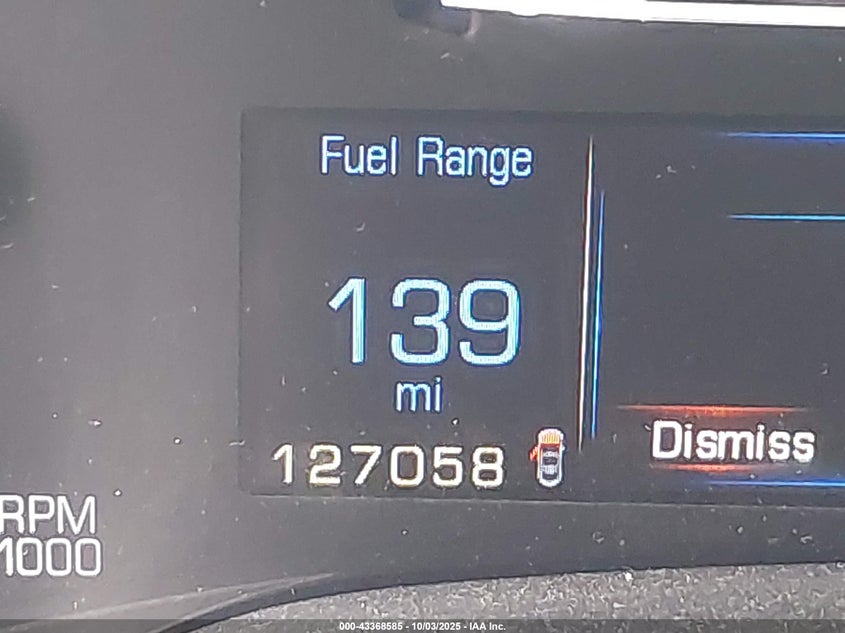 Fuel Range
139
mi
127058
Dismiss
RPM
1000
000-43368585 - 10/03/2025 - IAA Inc.